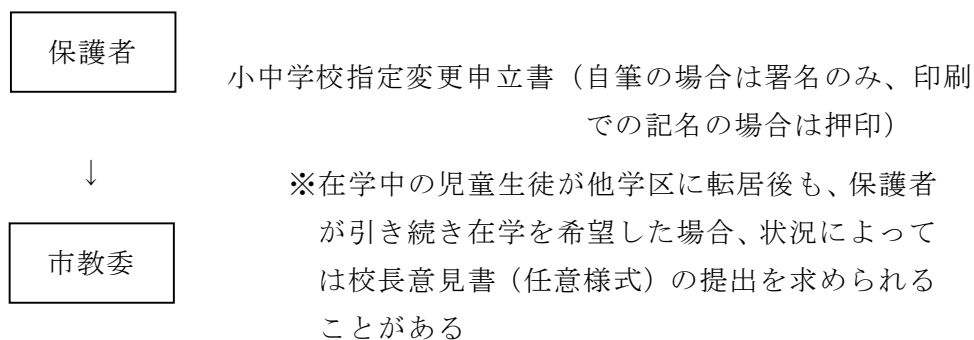 保護者
小中学校指定変更申立書（自筆の場合は署名のみ、印刷
での記名の場合は押印）
↓
※在学中の児童生徒が他学区に転居後も、保護者
が引き続き在学を希望した場合、状況によって
市教委
は校長意見書（任意様式）の提出を求められる
ことがある